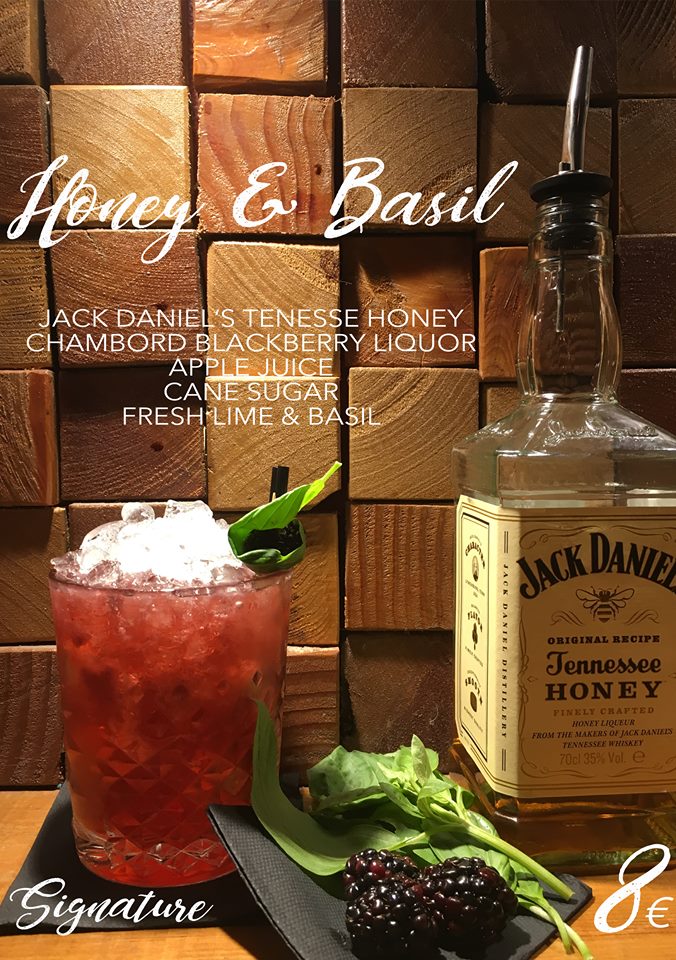 Honey & Basil
JACK DANIEL'S TENESSE HONEY
CHAMBORD BLACKBERRY LIQUOR
APPLE JUICE
CANE SUGAR
FRESH LIME & BASIL
JACK DANIEL DISTILLERY
JACK DANIEL
ORIGINAL RECIPE
Tennessee
HONEY
FINELY CRAFTED
HONEY LIQUEUR
FROM THE MAKERS OF JACK DANIEL'S
TENNESSEE WHISKEY
70cl 35% Vol. e
Signature
8€